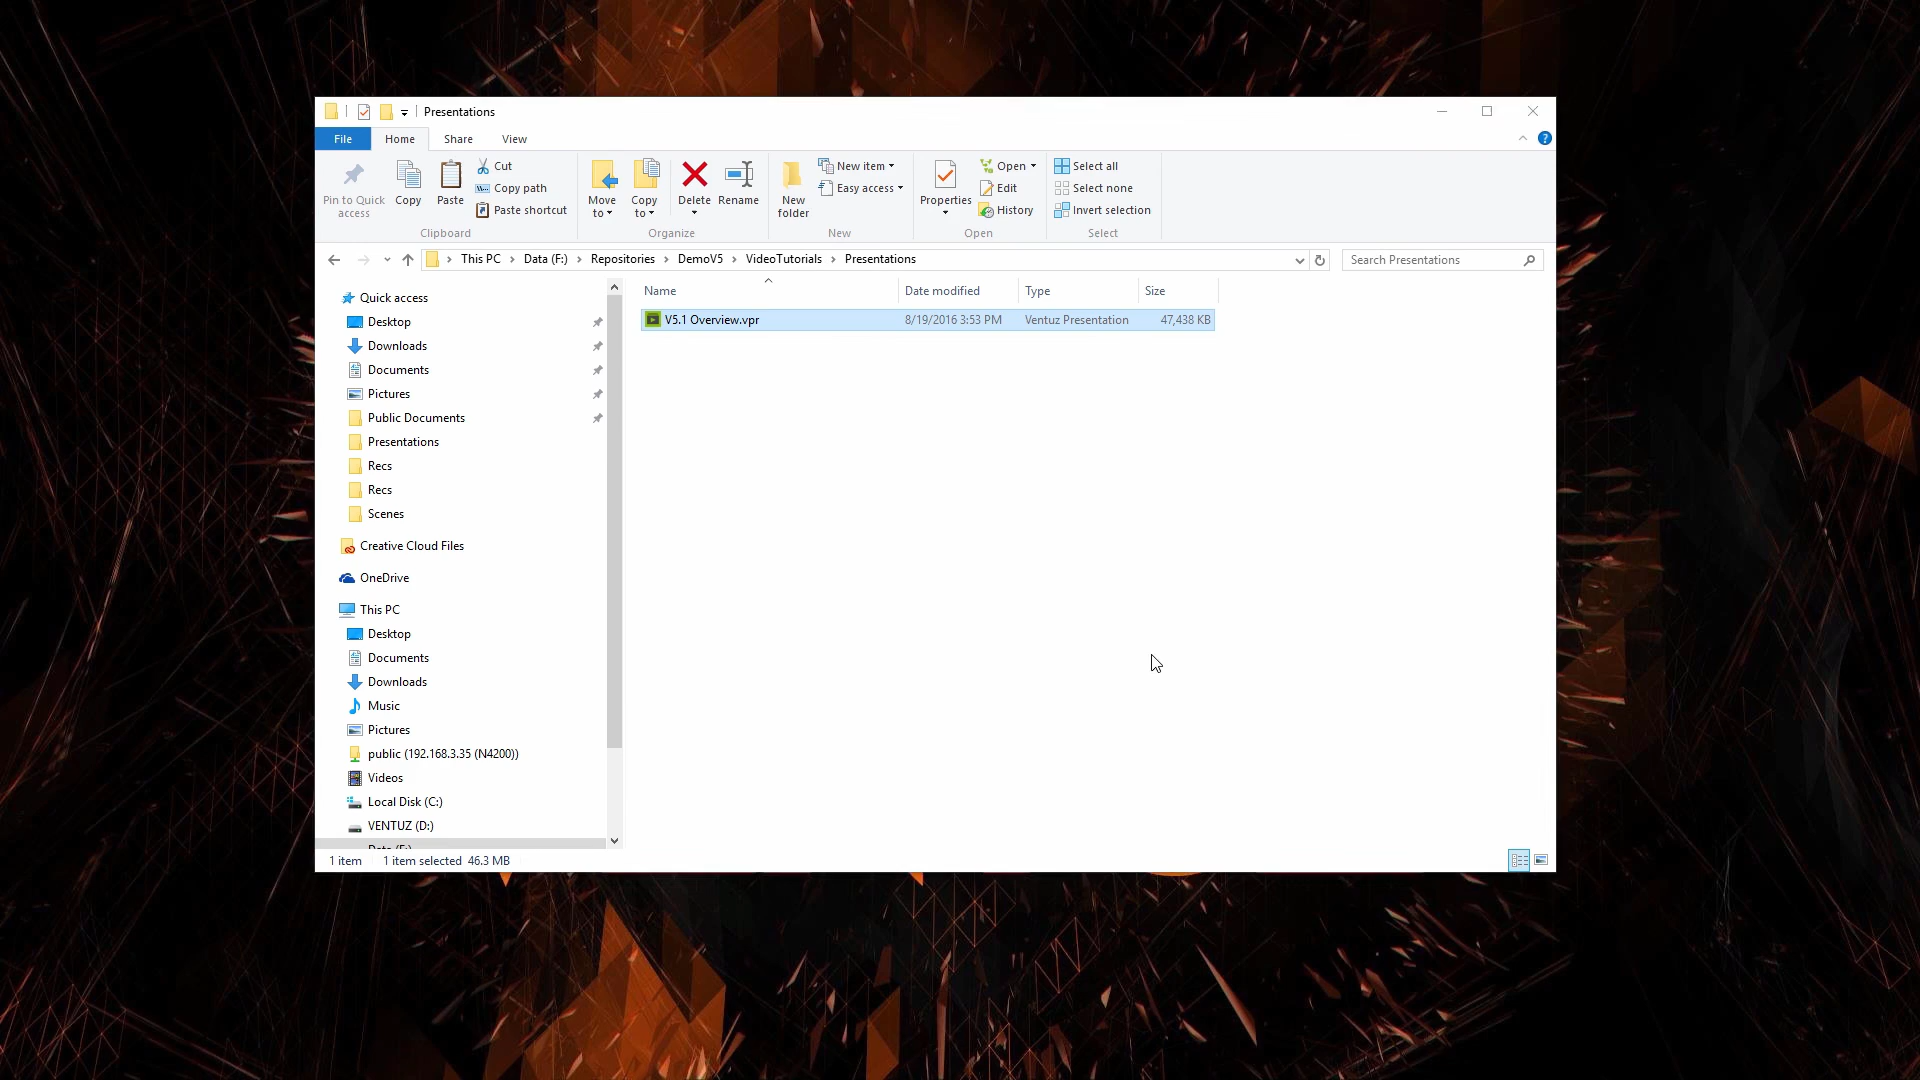 Presentations
File Home Share View
Pin to Quick access
Copy
Paste
Cut
Copy path
Paste shortcut
Clipboard
Move to
Copy to
Delete
Rename
Organize
New folder
New item
Easy access
New
Properties
Open
Edit
History
Open
Select all
Select none
Invert selection
Select
This PC Data (F:) Repositories DemoV5 VideoTutorials Presentations
Search Presentations
Name Date modified Type Size
V5.1 Overview.vpr 8/19/2016 3:53 PM Ventuz Presentation 47,438 KB
Quick access
Desktop
Downloads
Documents
Pictures
Public Documents
Presentations
Recs
Recs
Scenes
Creative Cloud Files
OneDrive
This PC
Desktop
Documents
Downloads
Music
Pictures
public (192.168.3.35 (N4200))
Videos
Local Disk (C:)
VENTUZ (D:)
Data (F:)
1 item 1 item selected 46.3 MB